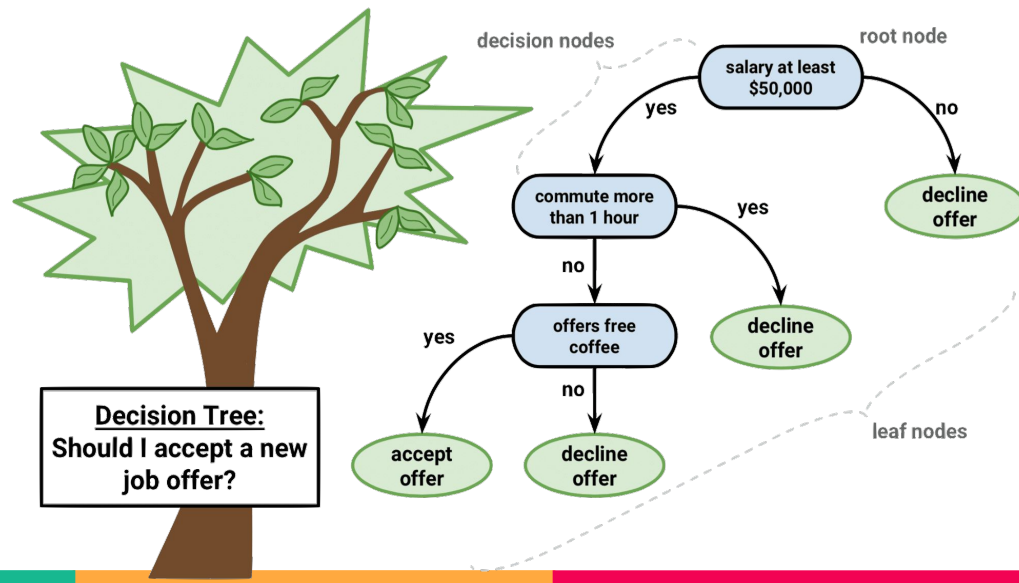 decision nodes
root node
salary at least
$50,000
yes
no
commute more
than 1 hour
yes
decline
offer
no
offers free
coffee
decline
offer
yes
no
Decision Tree:
Should I accept a new
job offer?
accept
offer
decline
offer
leaf nodes